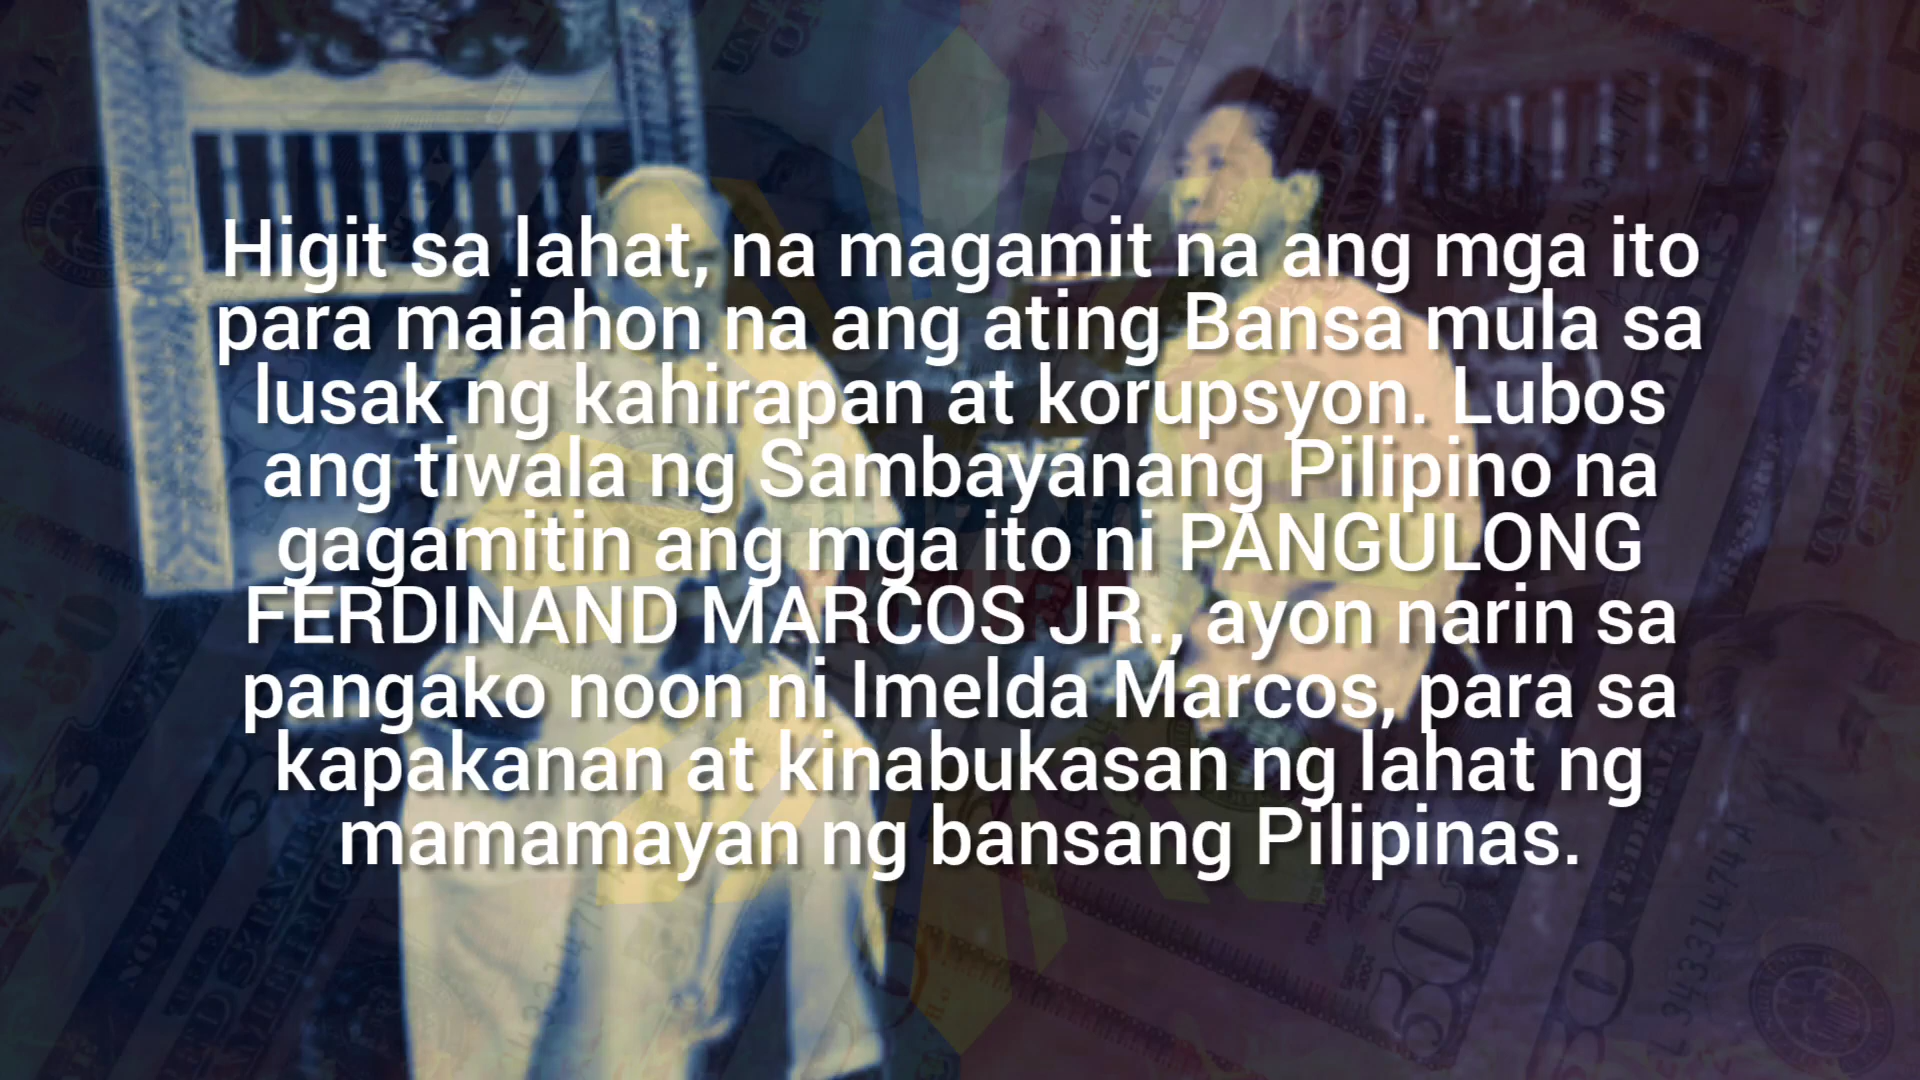 Higit sa lahat, na magamit na ang mga ito
para maiahon na ang ating Bansa mula sa
lusak ng kahirapan at korupsyon. Lubos
ang tiwala ng Sambayanang Pilipino na
gagamitin ang mga ito ni PANGULONG
FERDINAND MARCOS JR., ayon narin sa
pangako noon ni Imelda Marcos, para sa
kapakanan at kinabukasan ng lahat ng
mamamayan ng bansang Pilipinas.